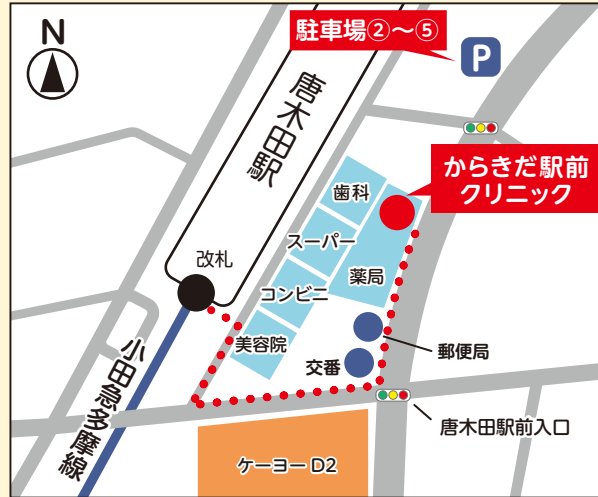 N
駐車場②～⑤
P
唐木田駅
からきだ駅前
クリニック
歯科
スーパー
改札
薬局
コンビニ
美容院
郵便局
交番
小田急多摩線
唐木田駅前入口
ケーヨーD2